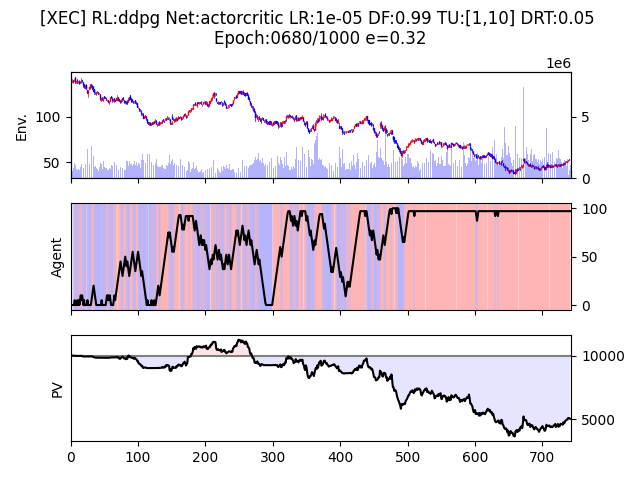 [XEC] RL:ddpg Net:actorcritic LR:1e-05 DF:0.99 TU:[1,10] DRT:0.05
Epoch:0680/1000 e=0.32
1e6
Env.
100
50
5
0
Agent
100
50
0
PV
10000
5000
0 100 200 300 400 500 600 700